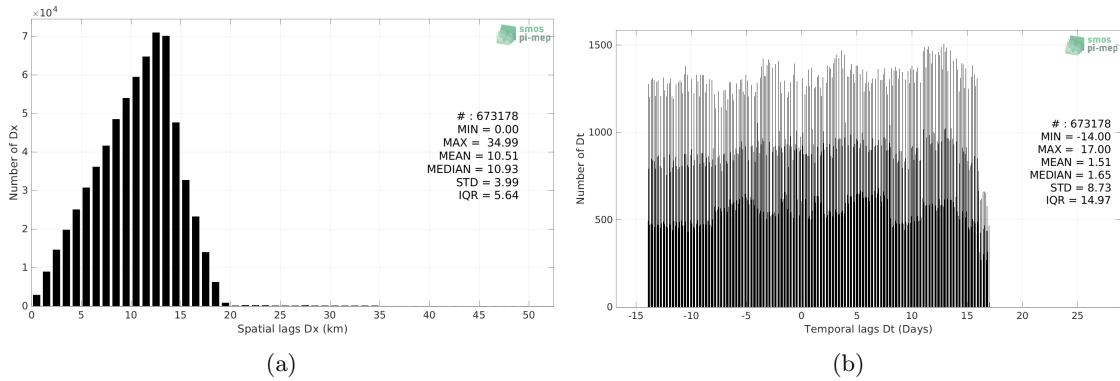 ×10⁴
7
6
5
4
3
2
1
0
Number of Dx
0 5 10 15 20 25 30 35 40 45 50
Spatial lags Dx (km)
smos
pi-mep
# : 673178
MIN = 0.00
MAX = 34.99
MEAN = 10.51
MEDIAN = 10.93
STD = 3.99
IQR = 5.64
(a)
1500
1000
500
0
Number of Dt
-15 -10 -5 0 5 10 15 20 25
Temporal lags Dt (Days)
smos
pi-mep
# : 673178
MIN = -14.00
MAX = 17.00
MEAN = 1.51
MEDIAN = 1.65
STD = 8.73
IQR = 14.97
(b)